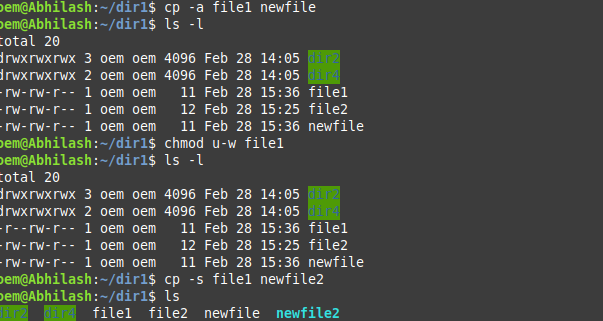 oem@Abhilash:~/dir1$ cp -a file1 newfile
oem@Abhilash:~/dir1$ ls -l
total 20
drwxrwxrwx 3 oem oem 4096 Feb 28 14:05 dir2
drwxrwxrwx 2 oem oem 4096 Feb 28 14:05 dir4
-rw-rw-r-- 1 oem oem   11 Feb 28 15:36 file1
-rw-rw-r-- 1 oem oem   12 Feb 28 15:25 file2
-rw-rw-r-- 1 oem oem   11 Feb 28 15:36 newfile
oem@Abhilash:~/dir1$ chmod u-w file1
oem@Abhilash:~/dir1$ ls -l
total 20
drwxrwxrwx 3 oem oem 4096 Feb 28 14:05 dir2
drwxrwxrwx 2 oem oem 4096 Feb 28 14:05 dir4
-r--rw-r-- 1 oem oem   11 Feb 28 15:36 file1
-rw-rw-r-- 1 oem oem   12 Feb 28 15:25 file2
-rw-rw-r-- 1 oem oem   11 Feb 28 15:36 newfile
oem@Abhilash:~/dir1$ cp -s file1 newfile2
oem@Abhilash:~/dir1$ ls
dir2  dir4  file1  file2  newfile  newfile2